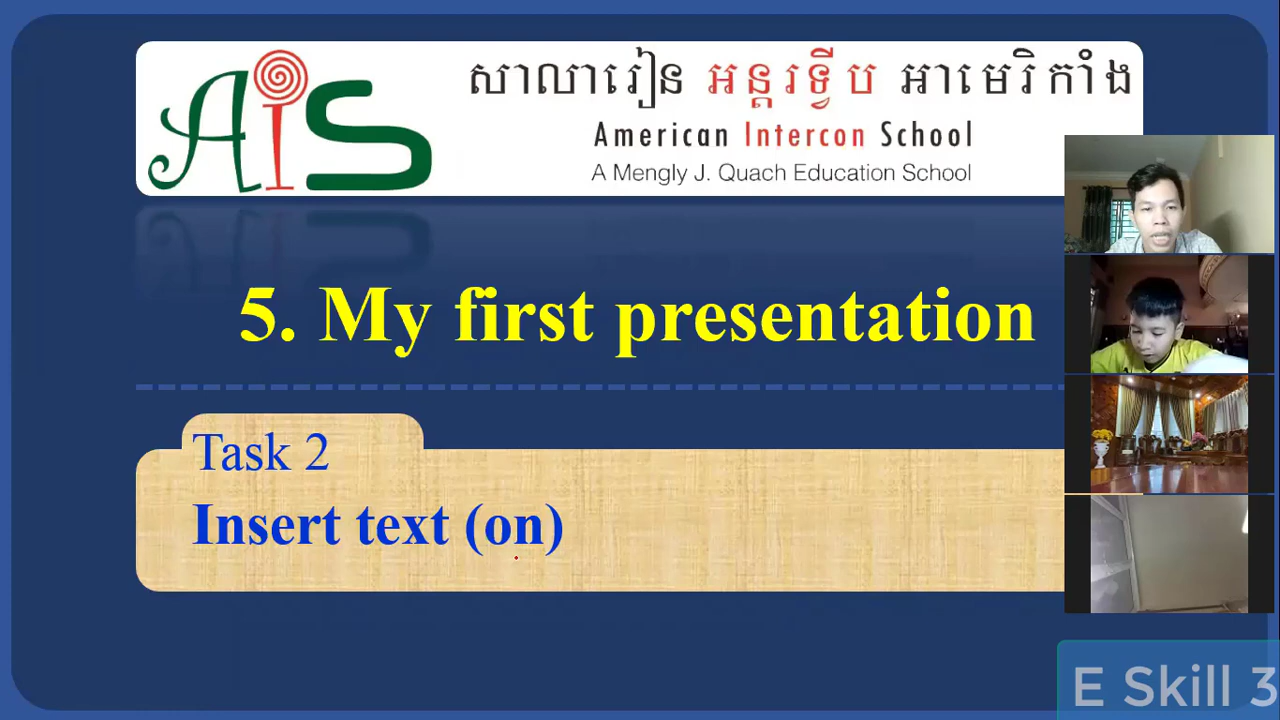 AiS
សាលារៀន អន្តរទ្វីប អាមេរិកាំង
American Intercon School
A Mengly J. Quach Education School
5. My first presentation
Task 2
Insert text (on)
E Skill 3